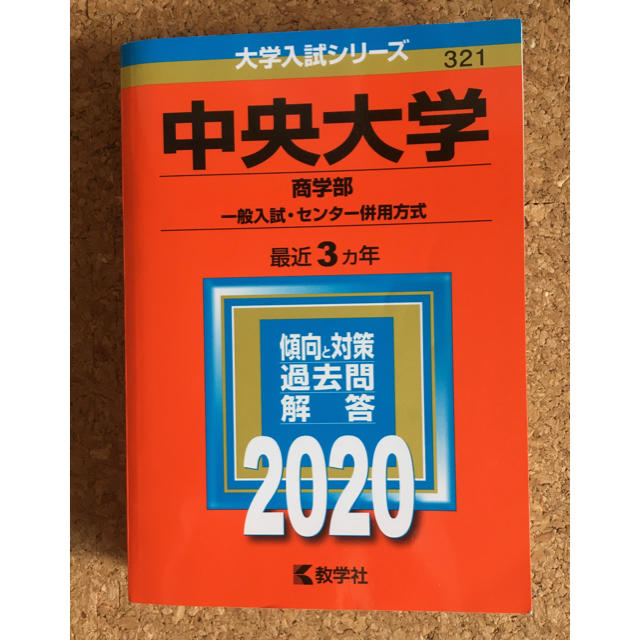 大学入試シリーズ
321
中央大学
商学部
一般入試・センター併用方式
最近3カ年
傾向と対策
過去問
解答
2020
教学社